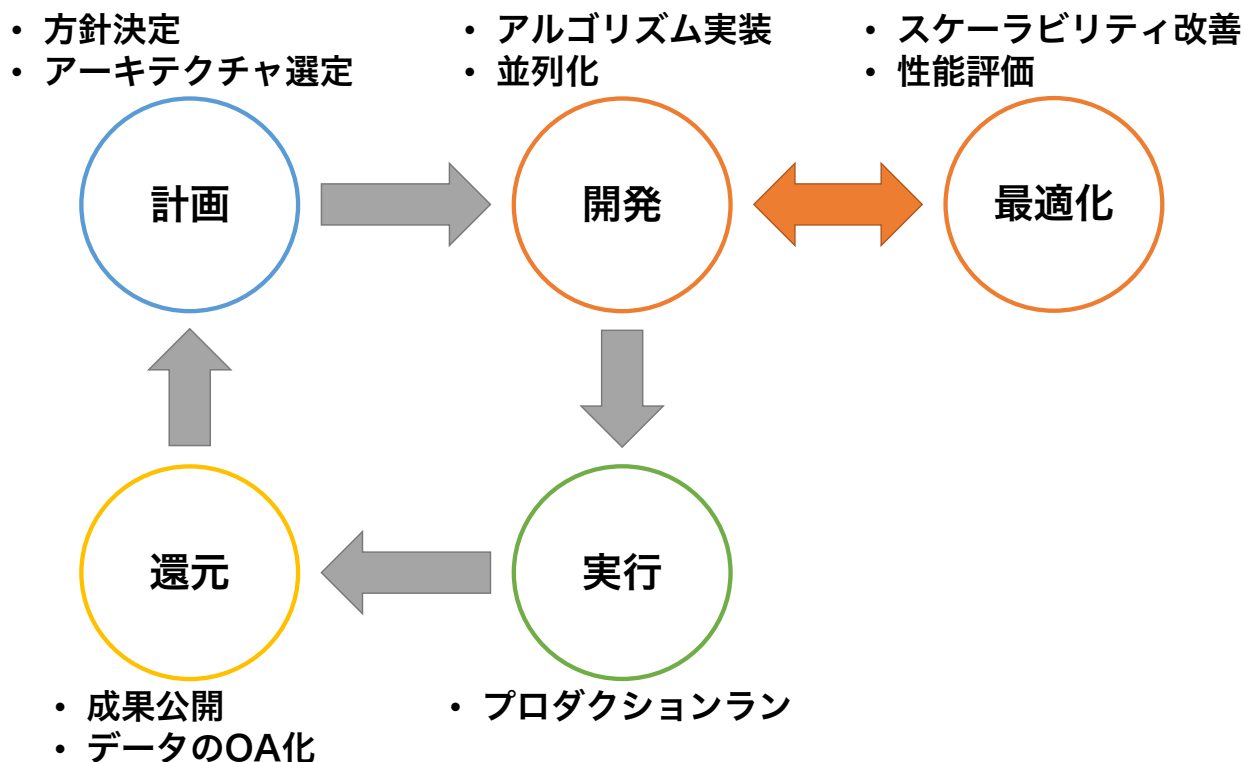 • 方針決定
• アーキテクチャ選定
• アルゴリズム実装
• 並列化
• スケーラビリティ改善
• 性能評価
計画
開発
最適化
還元
実行
• 成果公開
• データのOA化
• プロダクションラン